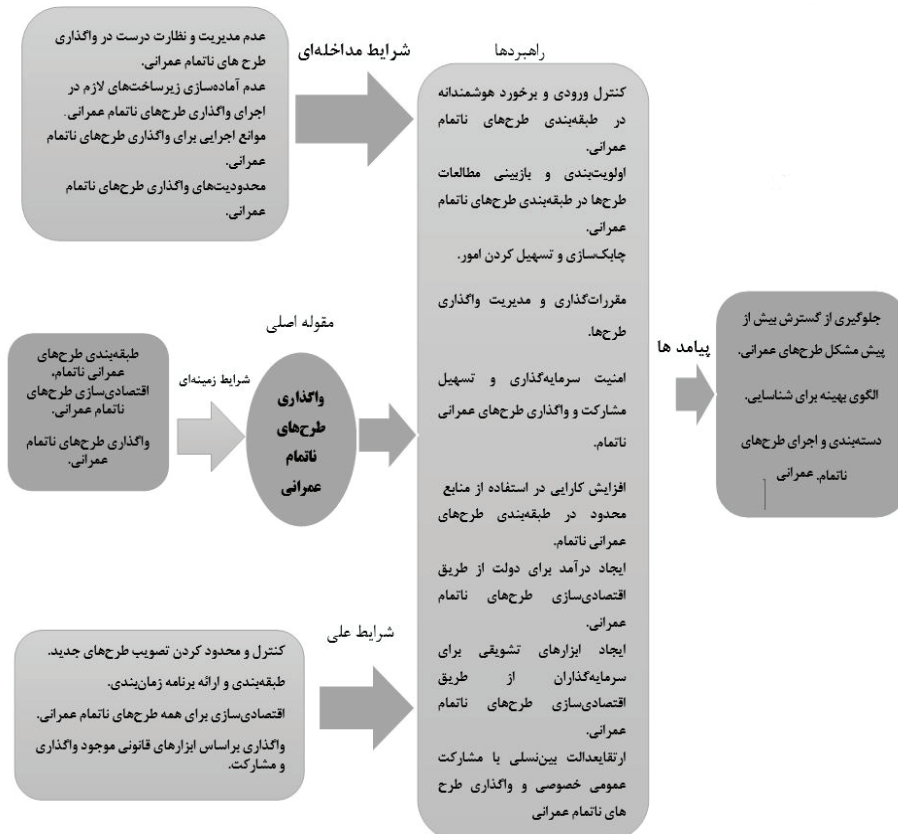 عدم مدیریت و نظارت درست در واگذاری
طرح های ناتمام عمرانی.
عدم آماده‌سازی زیرساخت‌های لازم در
اجرای واگذاری طرح‌های ناتمام عمرانی.
موانع اجرایی برای واگذاری طرح‌های ناتمام
عمرانی.
محدودیت‌های واگذاری طرح‌های ناتمام
عمرانی.
شرایط مداخله‌ای
راهبردها
کنترل ورودی و برخورد هوشمندانه
در طبقه‌بندی طرح‌های ناتمام
عمرانی.
اولویت‌بندی و بازبینی مطالعات
طرح‌ها در طبقه‌بندی طرح‌های ناتمام
عمرانی.
چابک‌سازی و تسهیل کردن امور.
مقررات‌گذاری و مدیریت واگذاری
طرح‌ها.
امنیت سرمایه‌گذاری و تسهیل
مشارکت و واگذاری طرح‌های عمرانی
ناتمام.
افزایش کارایی در استفاده از منابع
محدود در طبقه‌بندی طرح‌های
عمرانی ناتمام.
ایجاد درآمد برای دولت از طریق
اقتصادی‌سازی طرح‌های ناتمام
عمرانی.
ایجاد ابزارهای تشویقی برای
سرمایه‌گذاران از طریق
اقتصادی‌سازی طرح‌های ناتمام
عمرانی.
ارتقایعدالت بین‌نسلی با مشارکت
عمومی خصوصی و واگذاری طرح
های ناتمام عمرانی
مقوله اصلی
واگذاری
طرح‌های
ناتمام
عمرانی
شرایط زمینه‌ای
طبقه‌بندی طرح‌های
عمرانی ناتمام،
اقتصادی‌سازی طرح‌های
ناتمام عمرانی.
واگذاری طرح‌های ناتمام
عمرانی.
شرایط علی
کنترل و محدود کردن تصویب طرح‌های جدید.
طبقه‌بندی و ارائه برنامه زمان‌بندی.
اقتصادی‌سازی برای همه طرح‌های ناتمام عمرانی.
واگذاری براساس ابزارهای قانونی موجود واگذاری
و مشارکت.
پیامد ها
جلوگیری از گسترش بیش از
پیش مشکل طرح‌های عمرانی.
الگوی بهینه برای شناسایی.
دسته‌بندی و اجرای طرح‌های
ناتمام. عمرانی